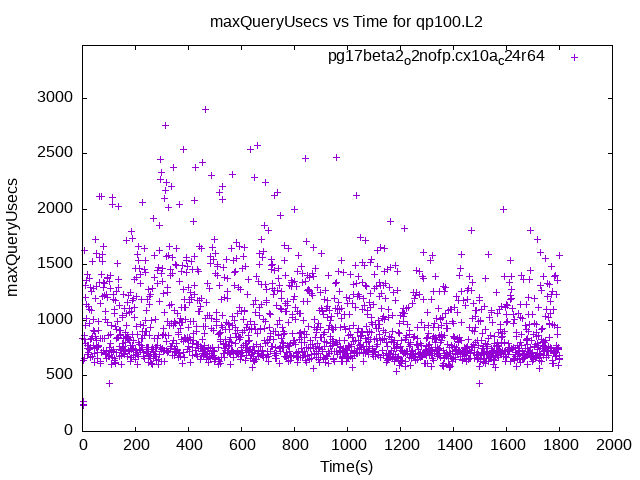 maxQueryUsecs vs Time for qp100.L2
pg17beta2o2nofp.cx10ac24r64
maxQueryUsecs
3000
2500
2000
1500
1000
500
0
0 200 400 600 800 1000 1200 1400 1600 1800 2000
Time(s)